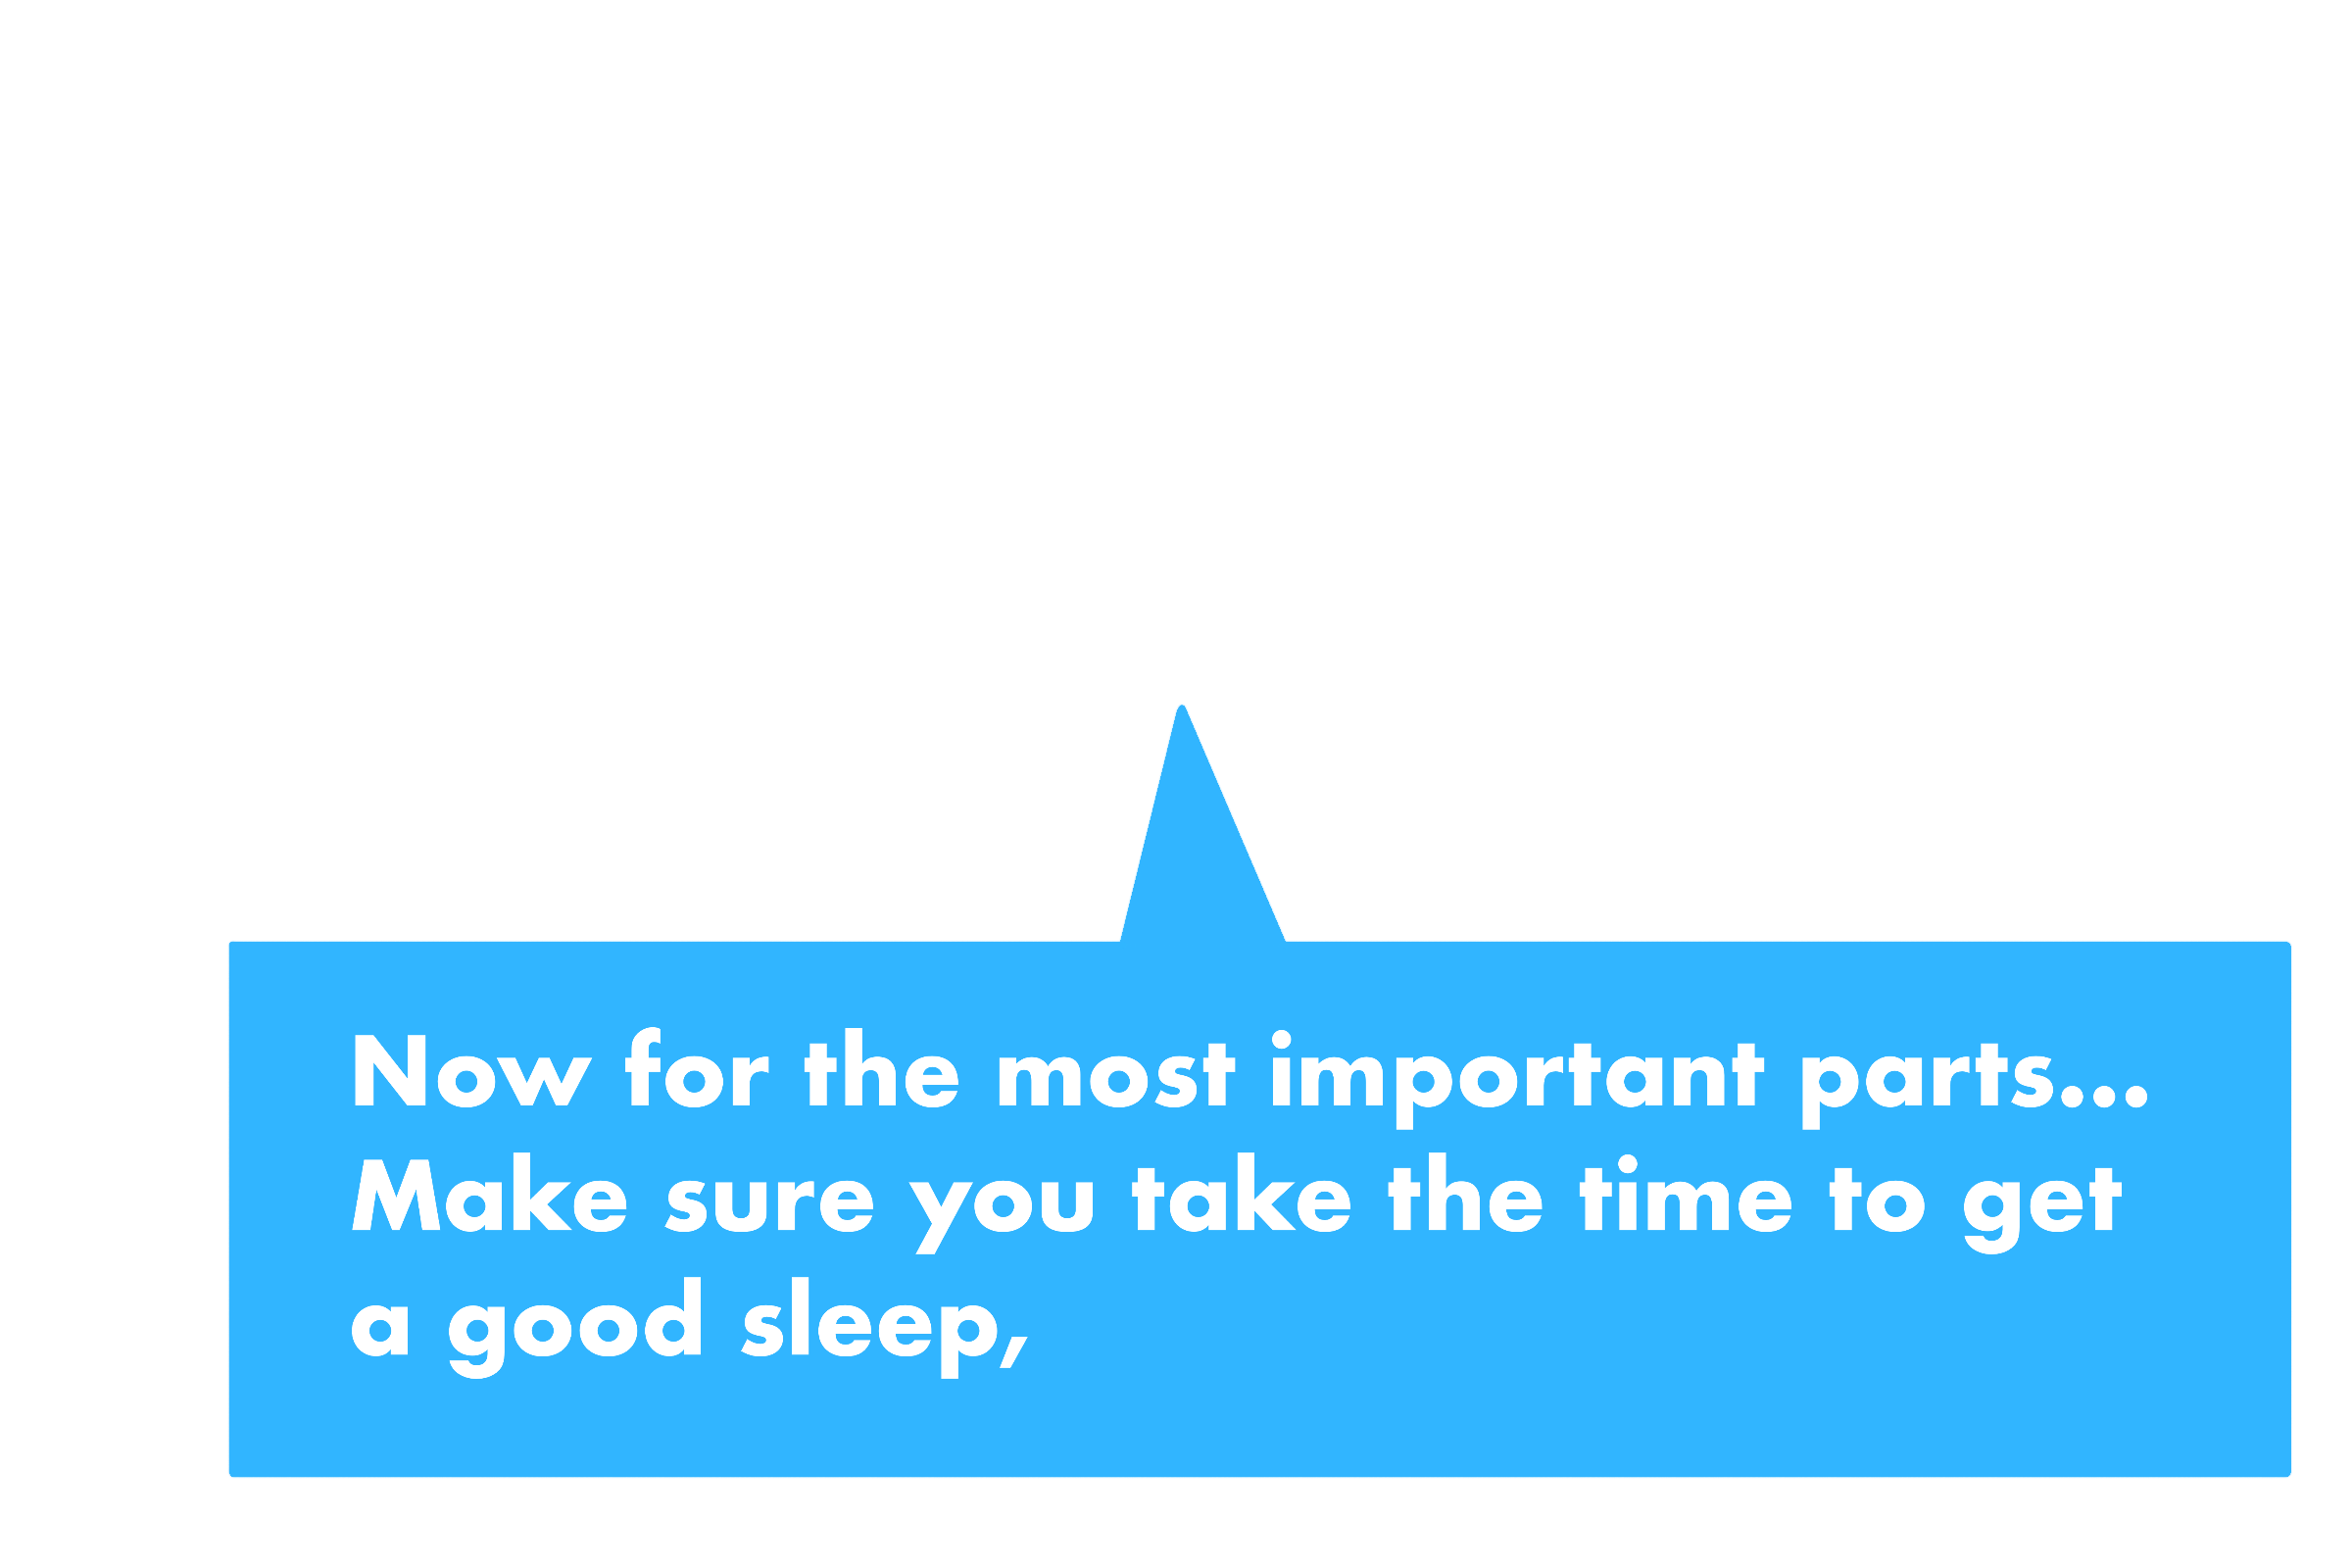 Now for the most important parts...
Make sure you take the time to get
a good sleep,